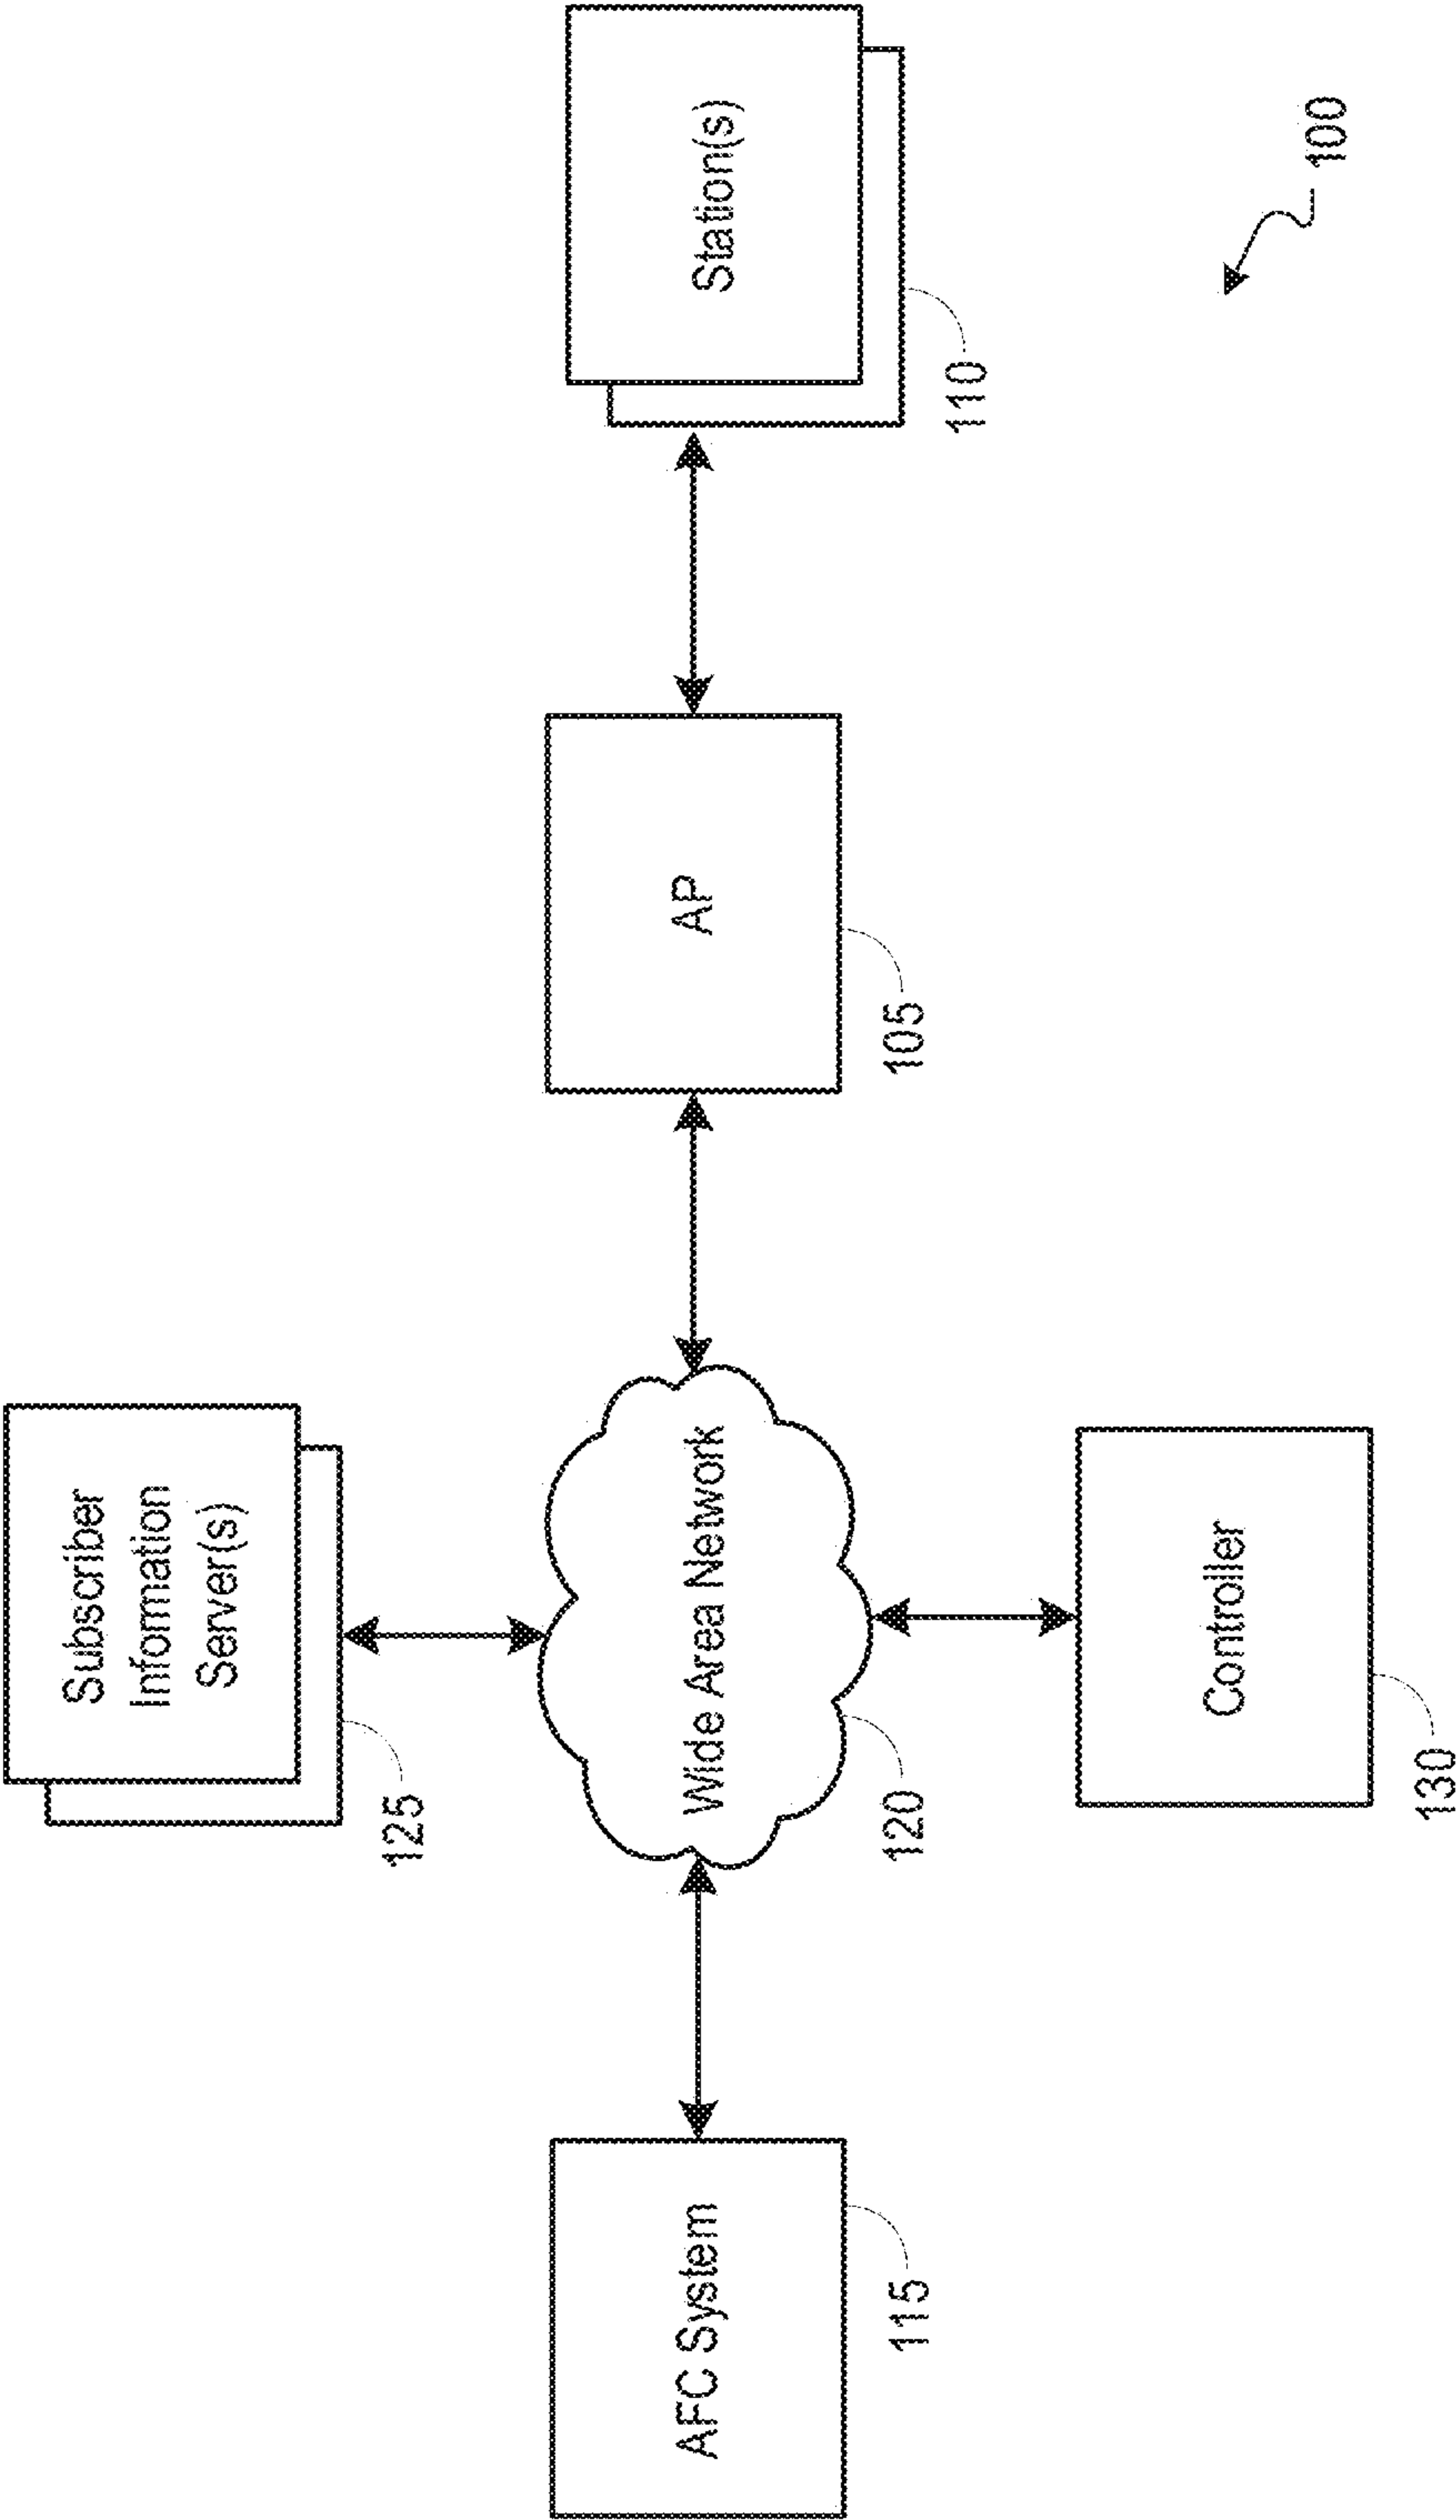 Subscriber
Information
Server(s)
125
AFC System
115
Wide Area Network
120
AP
105
Station(s)
110
Controller
130
100